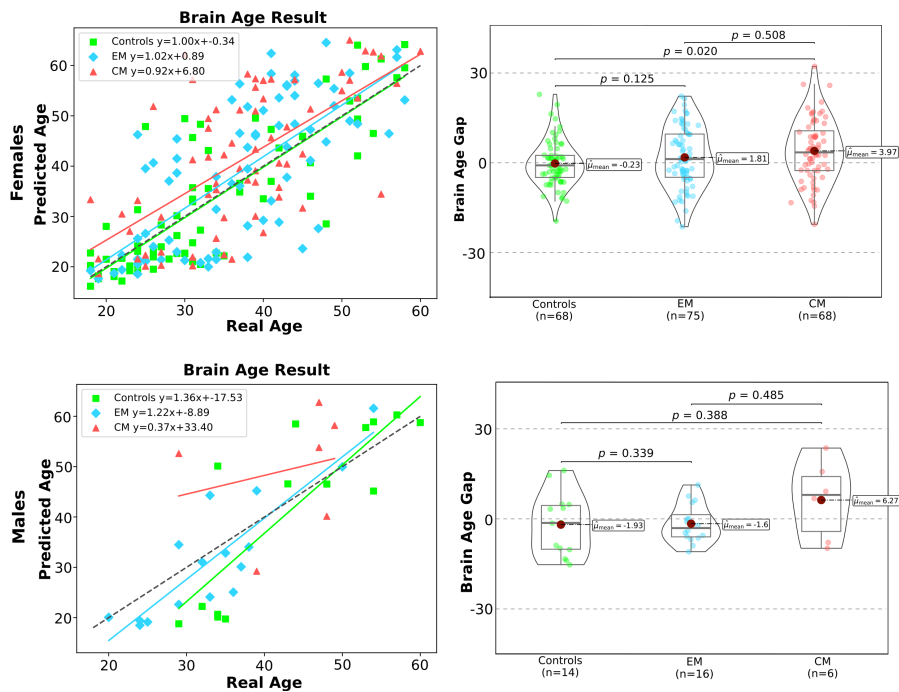 Brain Age Result
Controls y=1.00x+-0.34
EM y=1.02x+0.89
CM y=0.92x+6.80
60
50
40
30
20
20
30
40
50
60
Real Age
Females
Predicted Age
p = 0.508
p = 0.020
p = 0.125
30
0
-30
Brain Age Gap
μ̂mean = -0.23
μ̂mean = 1.81
μ̂mean = 3.97
Controls
(n=68)
EM
(n=75)
CM
(n=68)
Brain Age Result
Controls y=1.36x+-17.53
EM y=1.22x+-8.89
CM y=0.37x+33.40
60
50
40
30
20
20
30
40
50
60
Real Age
Males
Predicted Age
p = 0.485
p = 0.388
p = 0.339
30
0
-30
Brain Age Gap
μ̂mean = -1.93
μ̂mean = -1.6
μ̂mean = 6.27
Controls
(n=14)
EM
(n=16)
CM
(n=6)